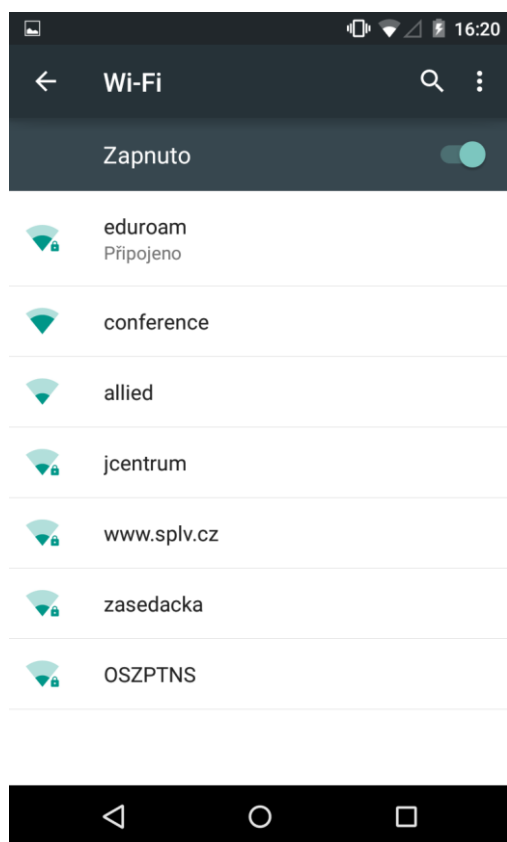 16:20
Wi-Fi
Zapnuto
eduroam
Připojeno
conference
allied
jcentrum
www.splv.cz
zasedacka
OSZPTNS